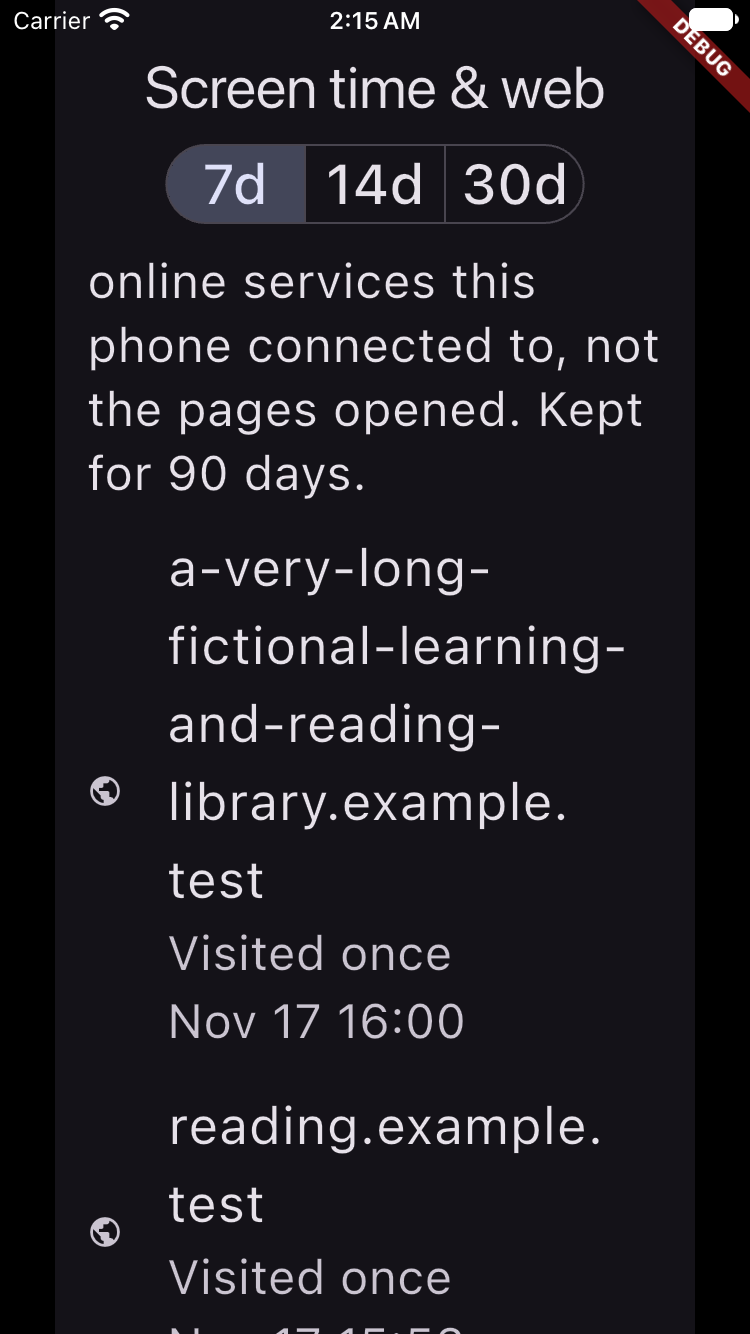 Carrier 2:15 AM
DEBUG
Screen time & web
7d 14d 30d
online services this
phone connected to, not
the pages opened. Kept
for 90 days.
a-very-long-
fictional-learning-
and-reading-
library.example.
test
Visited once
Nov 17 16:00
reading.example.
test
Visited once